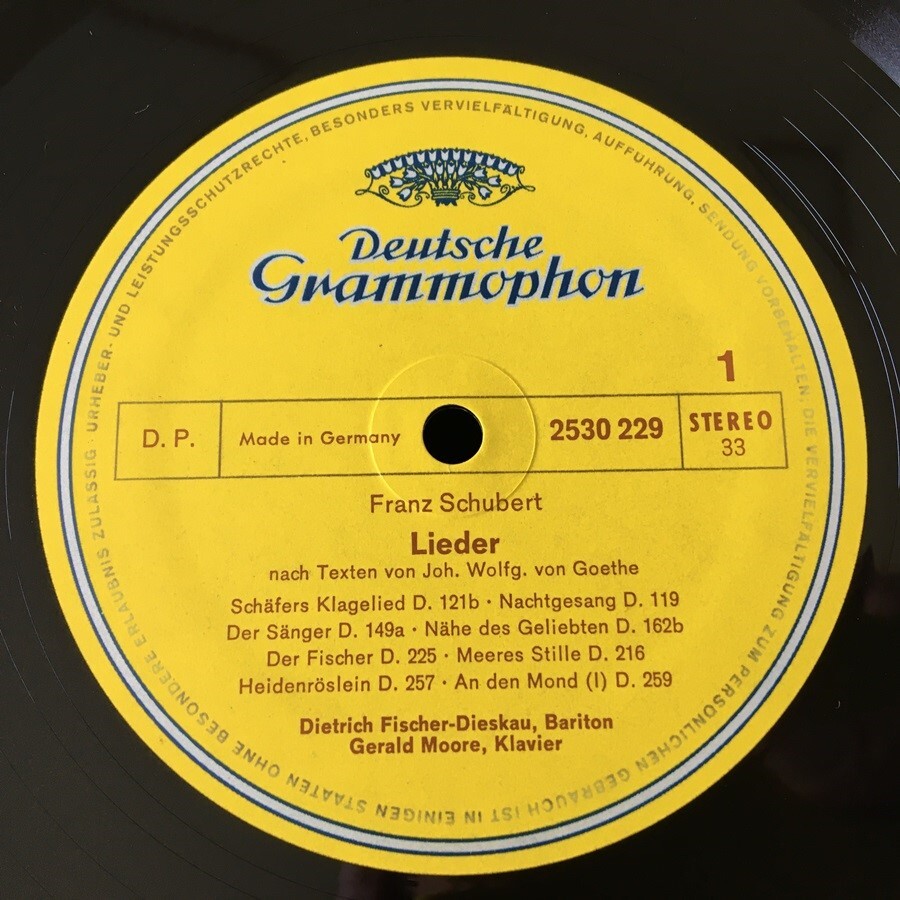 URHEBER- UND LEISTUNGSSCHUTZRECHTE, BESONDERS VERVIELFÄLTIGUNG, AUFFÜHRUNG, SENDUNG VORBEHALTEN. DIE VERVIELFÄLTIGUNG ZUM PERSÖNLICHEN GEBRAUCH IST IN EINIGEN STAATEN OHNE BESONDERE ERLAUBNIS ZULÄSSIG ·
Deutsche
Grammophon
1
D. P.
Made in Germany
2530 229
STEREO
33
Franz Schubert
Lieder
nach Texten von Joh. Wolfg. von Goethe
Schäfers Klagelied D. 121b · Nachtgesang D. 119
Der Sänger D. 149a · Nähe des Geliebten D. 162b
Der Fischer D. 225 · Meeres Stille D. 216
Heidenröslein D. 257 · An den Mond (I) D. 259
Dietrich Fischer-Dieskau, Bariton
Gerald Moore, Klavier